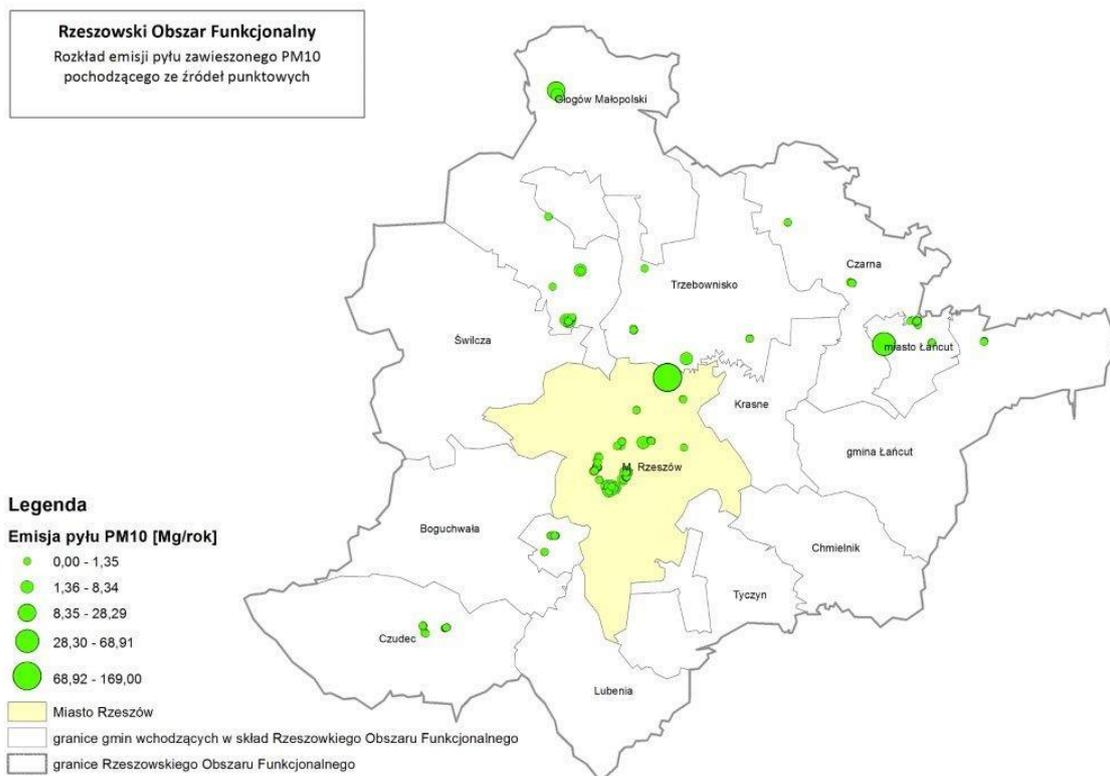 Rzeszowski Obszar Funkcjonalny
Rozkład emisji pyłu zawieszonego PM10
pochodzącego ze źródeł punktowych
Głogów Małopolski
Czarna
Trzebownisko
Świlcza
miasto Łańcut
Krasne
gmina Łańcut
M. Rzeszów
Boguchwała
Chmielnik
Tyczyn
Czudec
Lubenia
Legenda
Emisja pyłu PM10 [Mg/rok]
0,00 - 1,35
1,36 - 8,34
8,35 - 28,29
28,30 - 68,91
68,92 - 169,00
Miasto Rzeszów
granice gmin wchodzących w skład Rzeszowkiego Obszaru Funkcjonalnego
granice Rzeszowskiego Obszaru Funkcjonalnego